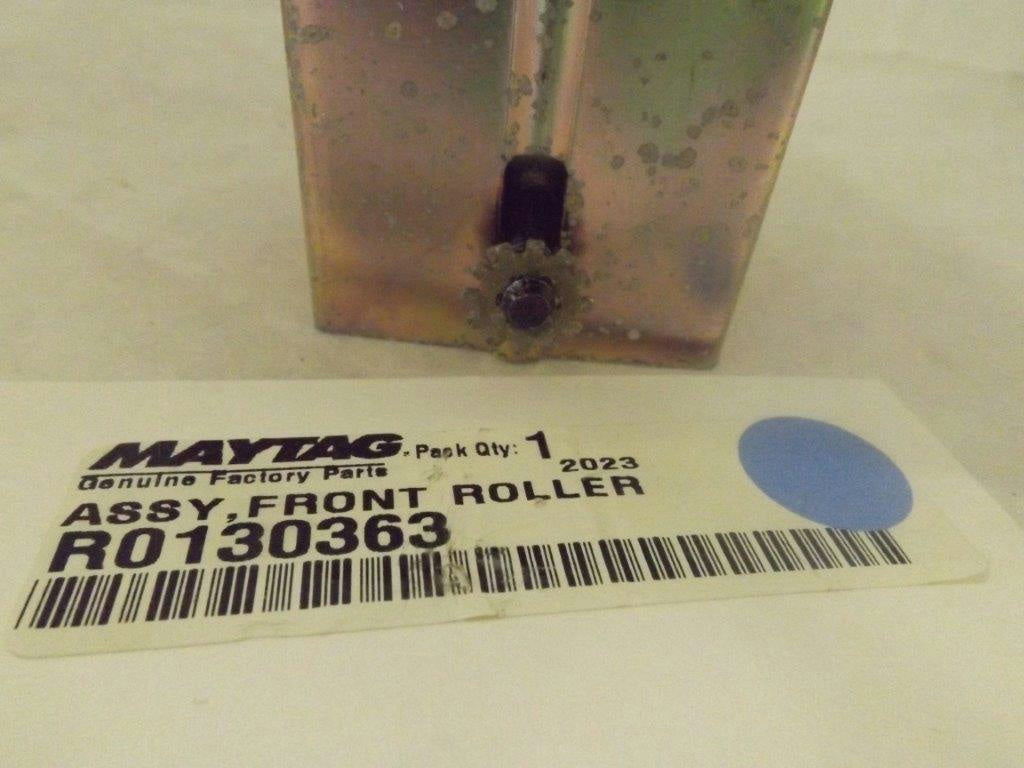 MAYTAG. Pack Qty: 1 2023
Genuine Factory Parts
ASSY,FRONT ROLLER
R0130363